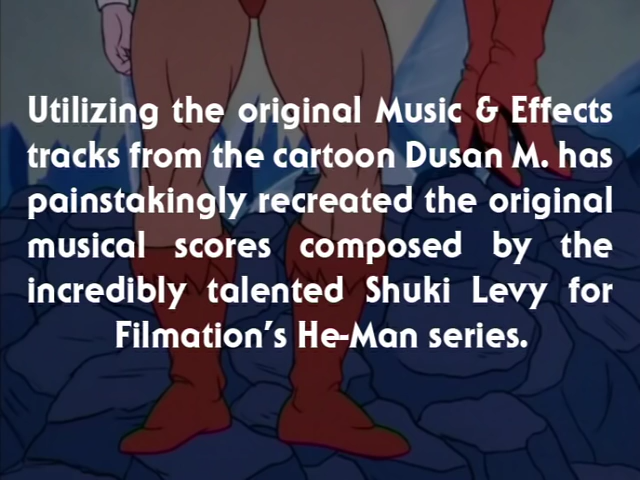 Utilizing the original Music & Effects
tracks from the cartoon Dusan M. has
painstakingly recreated the original
musical scores composed by the
incredibly talented Shuki Levy for
Filmation's He-Man series.